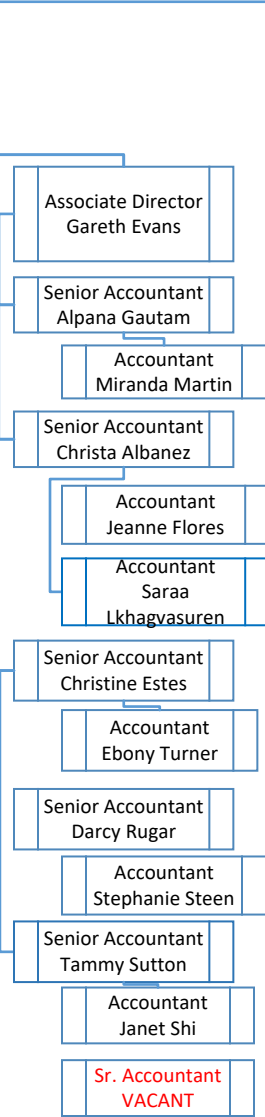 Associate Director
Gareth Evans
Senior Accountant
Alpana Gautam
Accountant
Miranda Martin
Senior Accountant
Christa Albanez
Accountant
Jeanne Flores
Accountant
Saraa
Lkhagvasuren
Senior Accountant
Christine Estes
Accountant
Ebony Turner
Senior Accountant
Darcy Rugar
Accountant
Stephanie Steen
Senior Accountant
Tammy Sutton
Accountant
Janet Shi
Sr. Accountant
VACANT